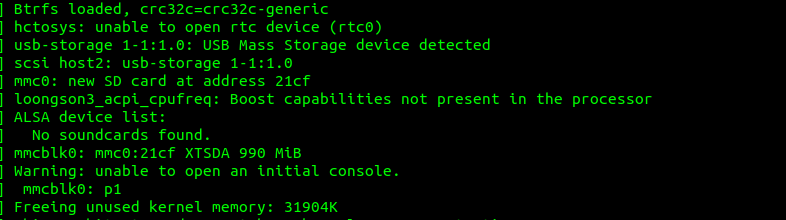 ] Btrfs loaded, crc32c=crc32c-generic
] hctosys: unable to open rtc device (rtc0)
] usb-storage 1-1:1.0: USB Mass Storage device detected
] scsi host2: usb-storage 1-1:1.0
] mmc0: new SD card at address 21cf
] loongson3_acpi_cpufreq: Boost capabilities not present in the processor
] ALSA device list:
]   No soundcards found.
] mmcblk0: mmc0:21cf XTSDA 990 MiB
] Warning: unable to open an initial console.
]  mmcblk0: p1
] Freeing unused kernel memory: 31904K